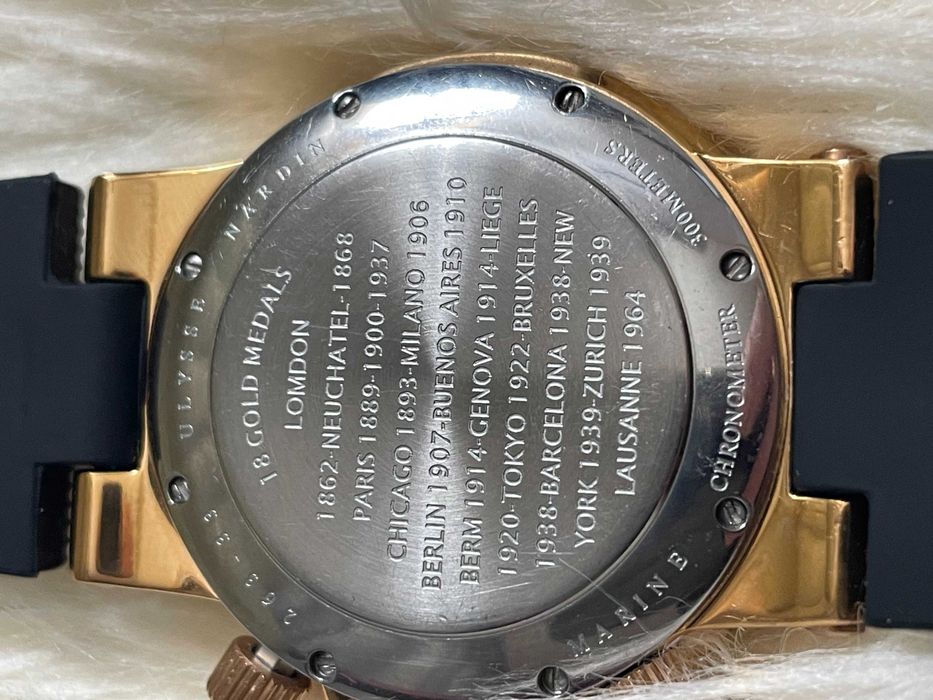 18 GOLD MEDALS
LOMDON
1862-NEUCHATEL-1868
PARIS 1889-1900-1937
CHICAGO 1893-MILANO 1906
BERLIN 1907-BUENOS AIRES 1910
BERM 1914-GENOVA 1914-LIEGE
1920-TOKYO 1922-BRUXELLES
1938-BARCELONA 1938-NEW
YORK 1939-ZURICH 1939
LAUSANNE 1964
263-33 ULYSSE NARDIN
300METERS
MARINE CHRONOMETER